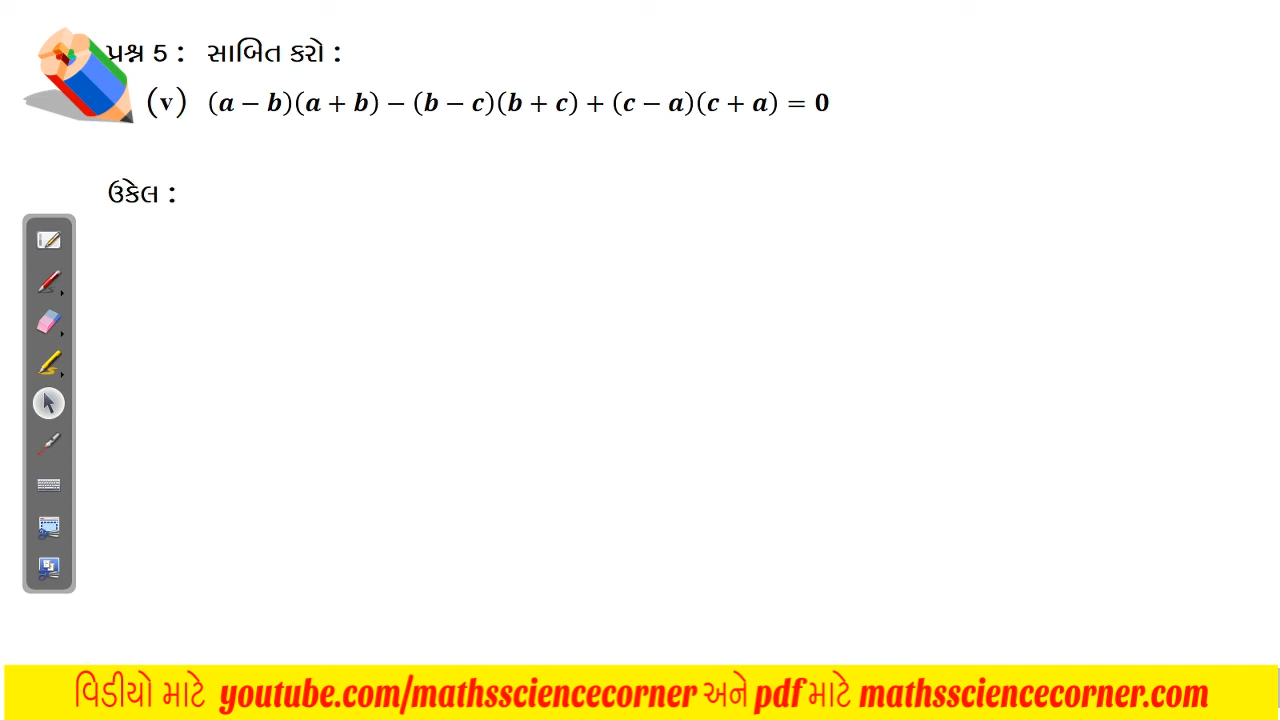 પ્રશ્ન 5 : સાબિત કરો :
(v) (a − b)(a + b) − (b − c)(b + c) + (c − a)(c + a) = 0
ઉકેલ :
વિડીયો માટે youtube.com/mathssciencecorner અને pdf માટે mathssciencecorner.com